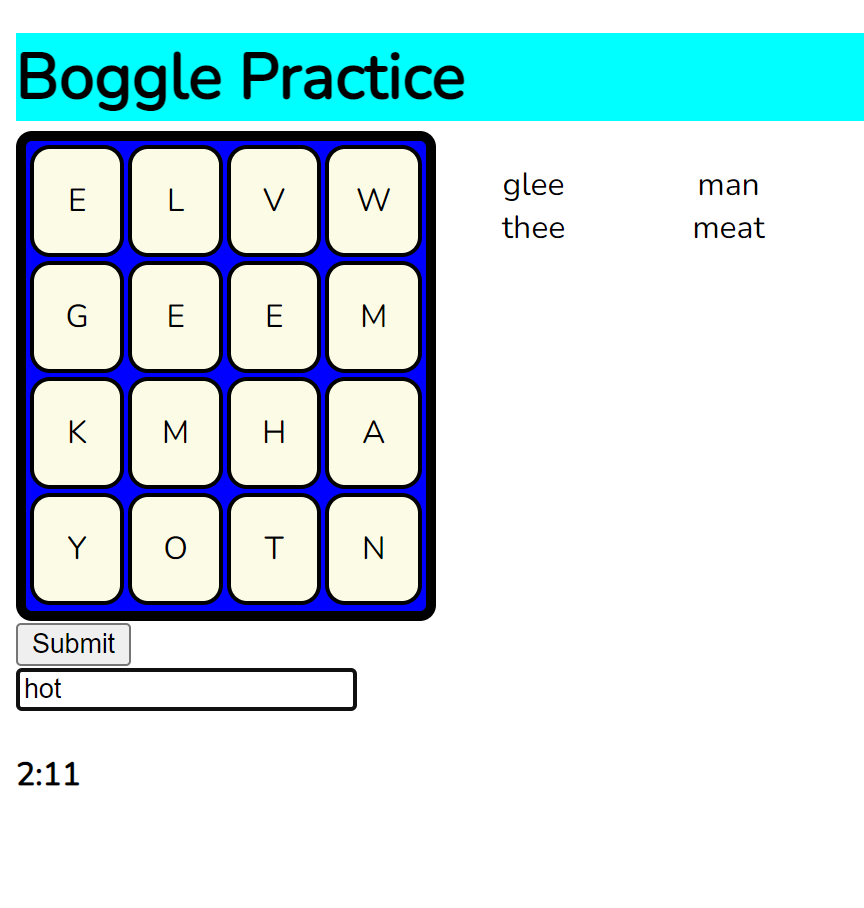 Boggle Practice
E L V W
G E E M
K M H A
Y O T N
glee man
thee meat
Submit
hot
2:11